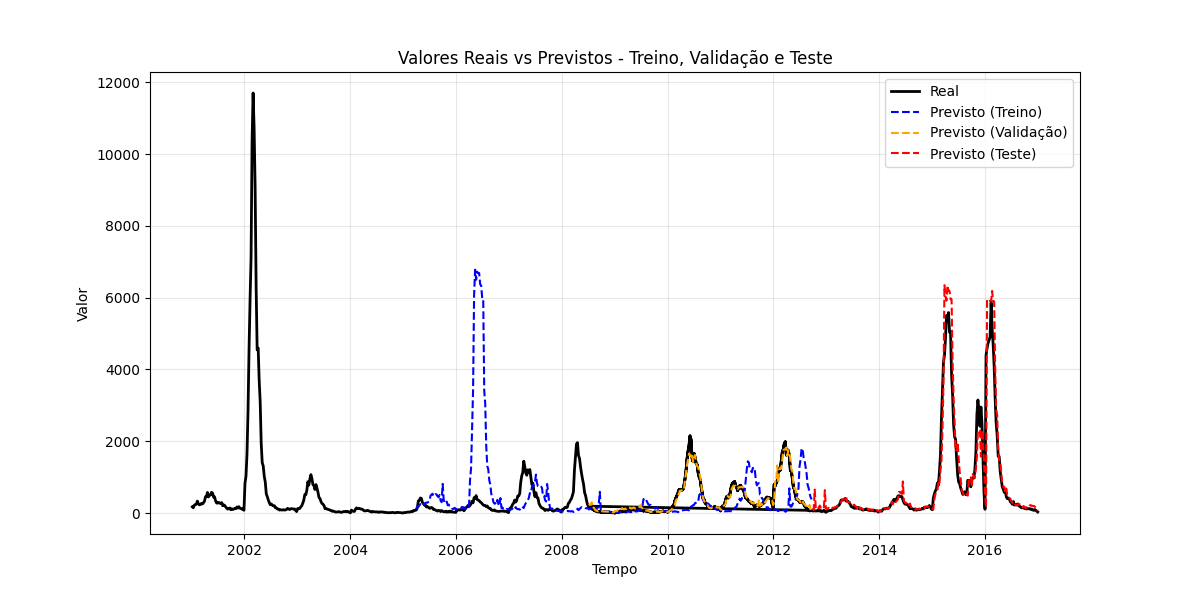 Valores Reais vs Previstos - Treino, Validação e Teste
12000
10000
8000
6000
4000
2000
0
Valor
Real
Previsto (Treino)
Previsto (Validação)
Previsto (Teste)
2002
2004
2006
2008
2010
2012
2014
2016
Tempo